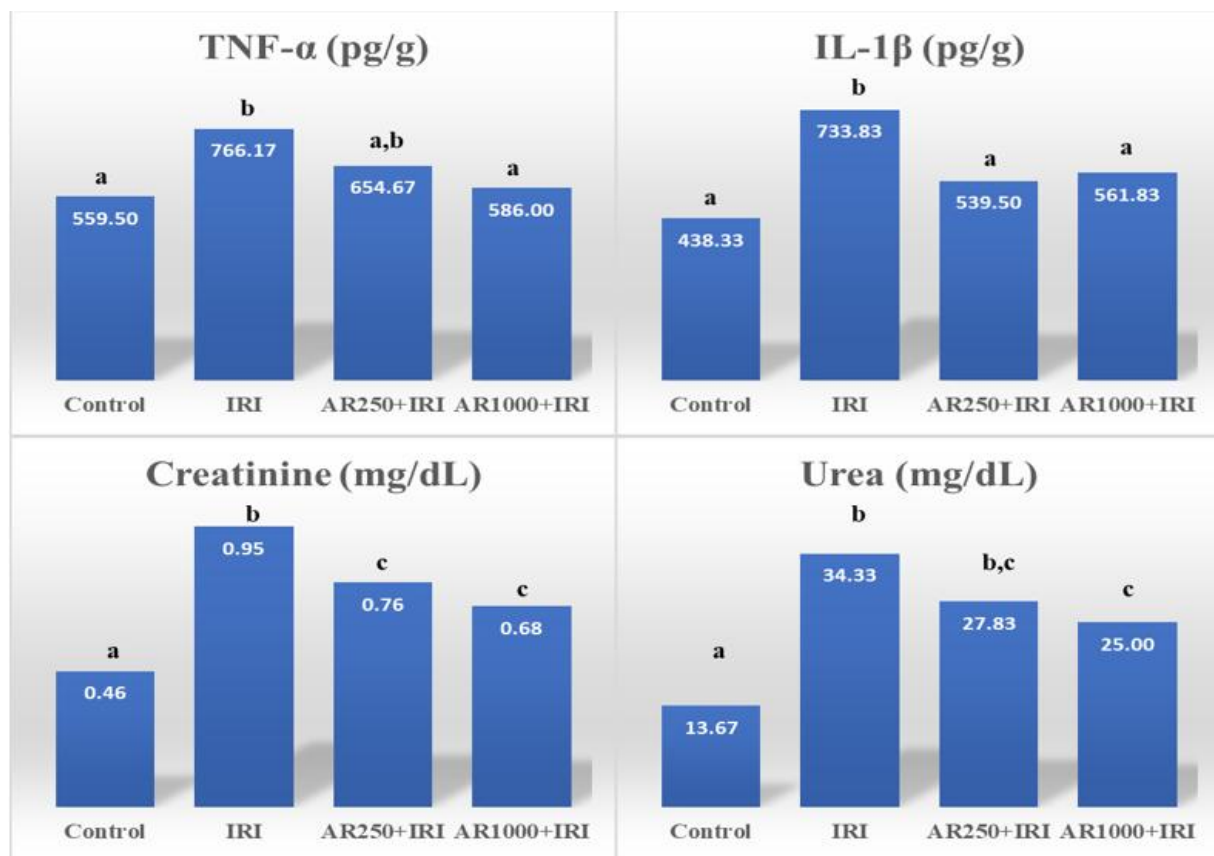 TNF-α (pg/g)
a
b
a,b
a
559.50
766.17
654.67
586.00
Control
IRI
AR250+IRI
AR1000+IRI
IL-1β (pg/g)
a
b
a
a
438.33
733.83
539.50
561.83
Control
IRI
AR250+IRI
AR1000+IRI
Creatinine (mg/dL)
a
b
c
c
0.46
0.95
0.76
0.68
Control
IRI
AR250+IRI
AR1000+IRI
Urea (mg/dL)
a
b
b,c
c
13.67
34.33
27.83
25.00
Control
IRI
AR250+IRI
AR1000+IRI